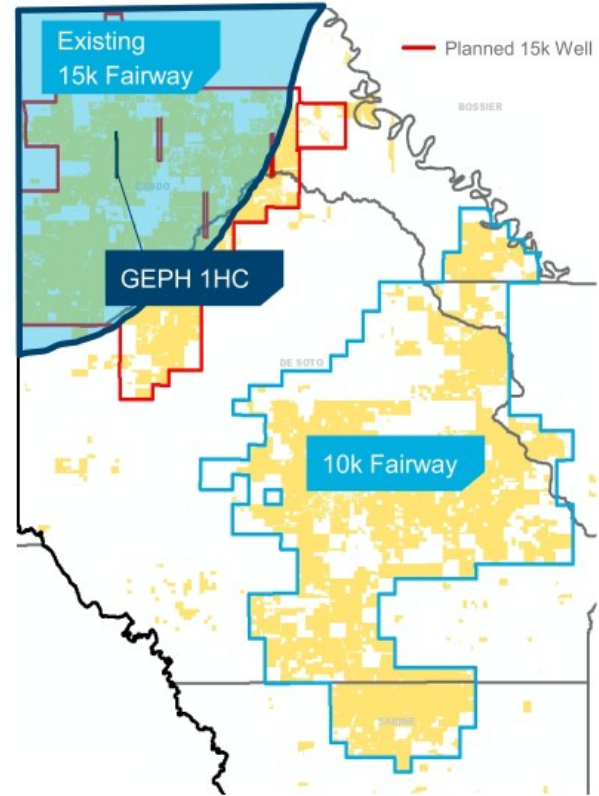 Existing
15k Fairway
Planned 15k Well
BOSSIER
CADDO
GEPH 1HC
DE SOTO
10k Fairway
SABINE